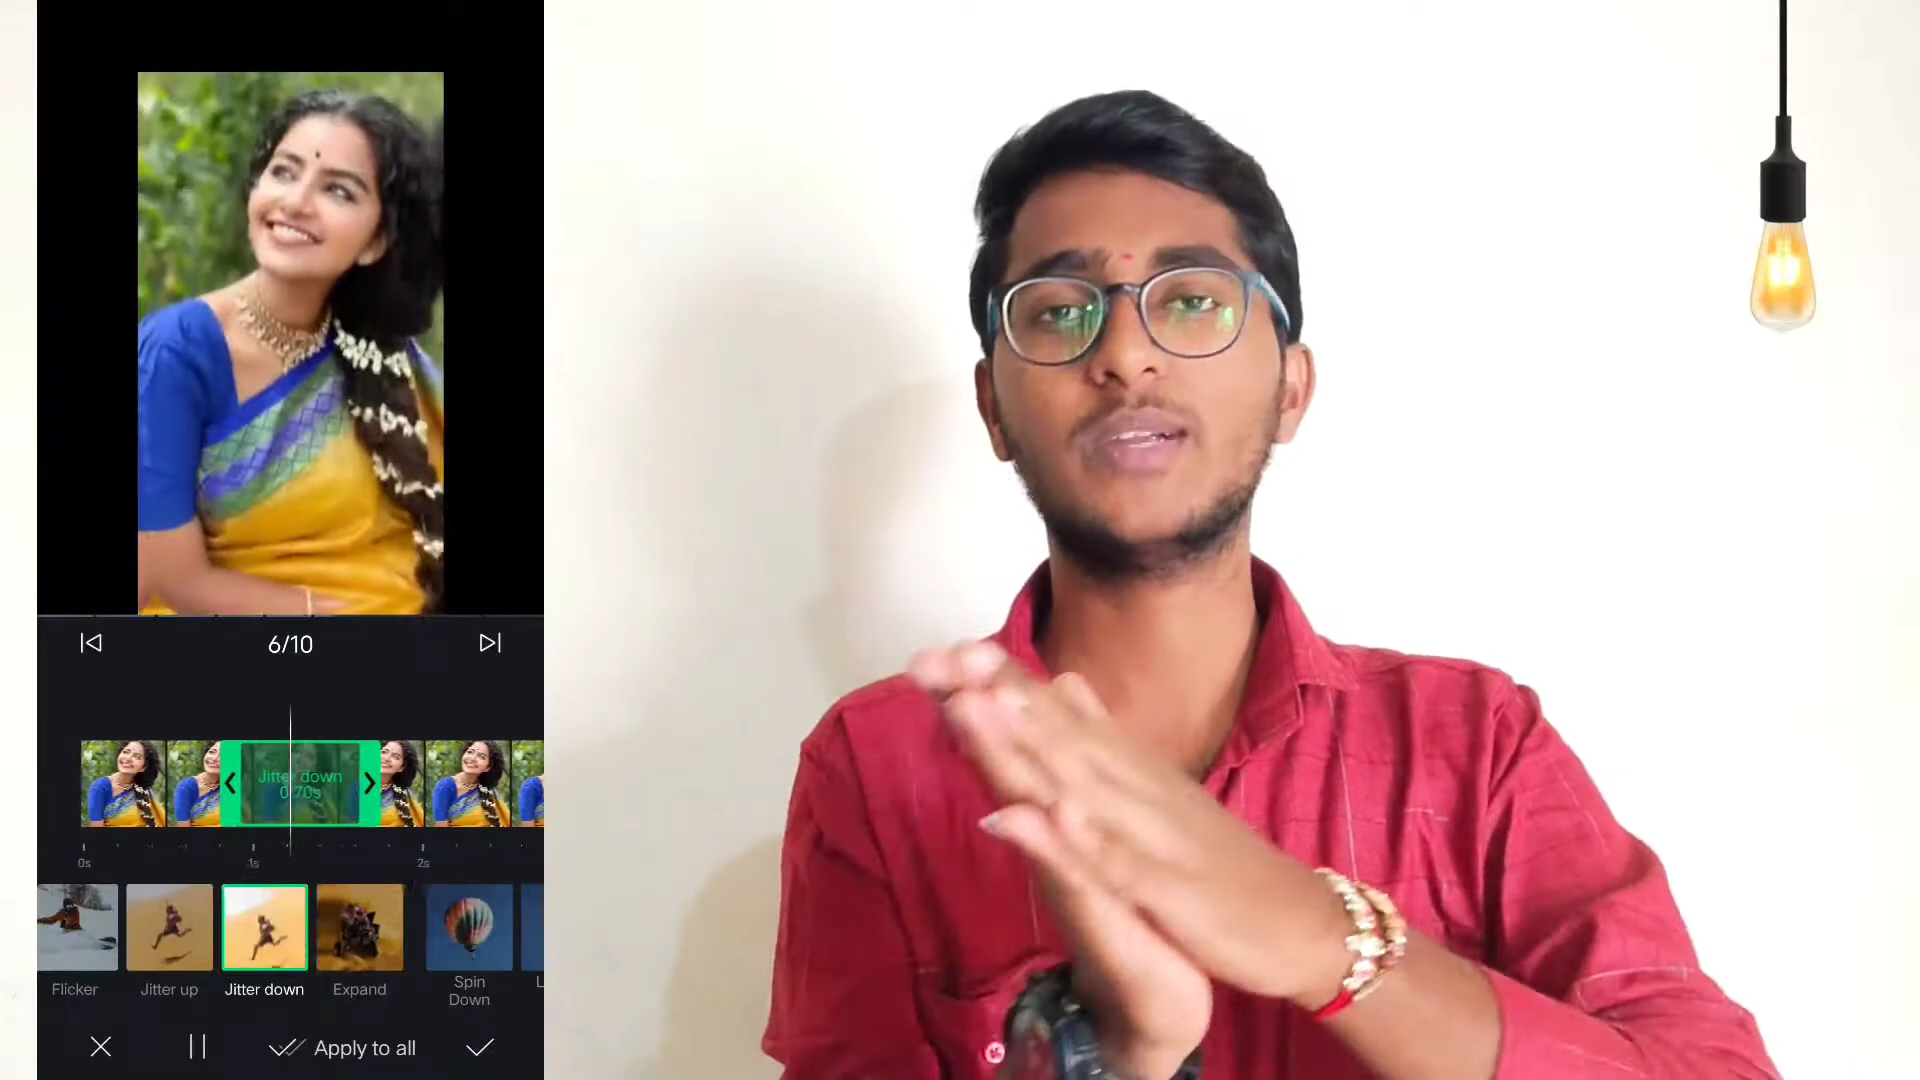 6/10
Jitter down
0.70s
0s
1s
2s
Flicker
Jitter up
Jitter down
Expand
Spin
Down
L
Apply to all